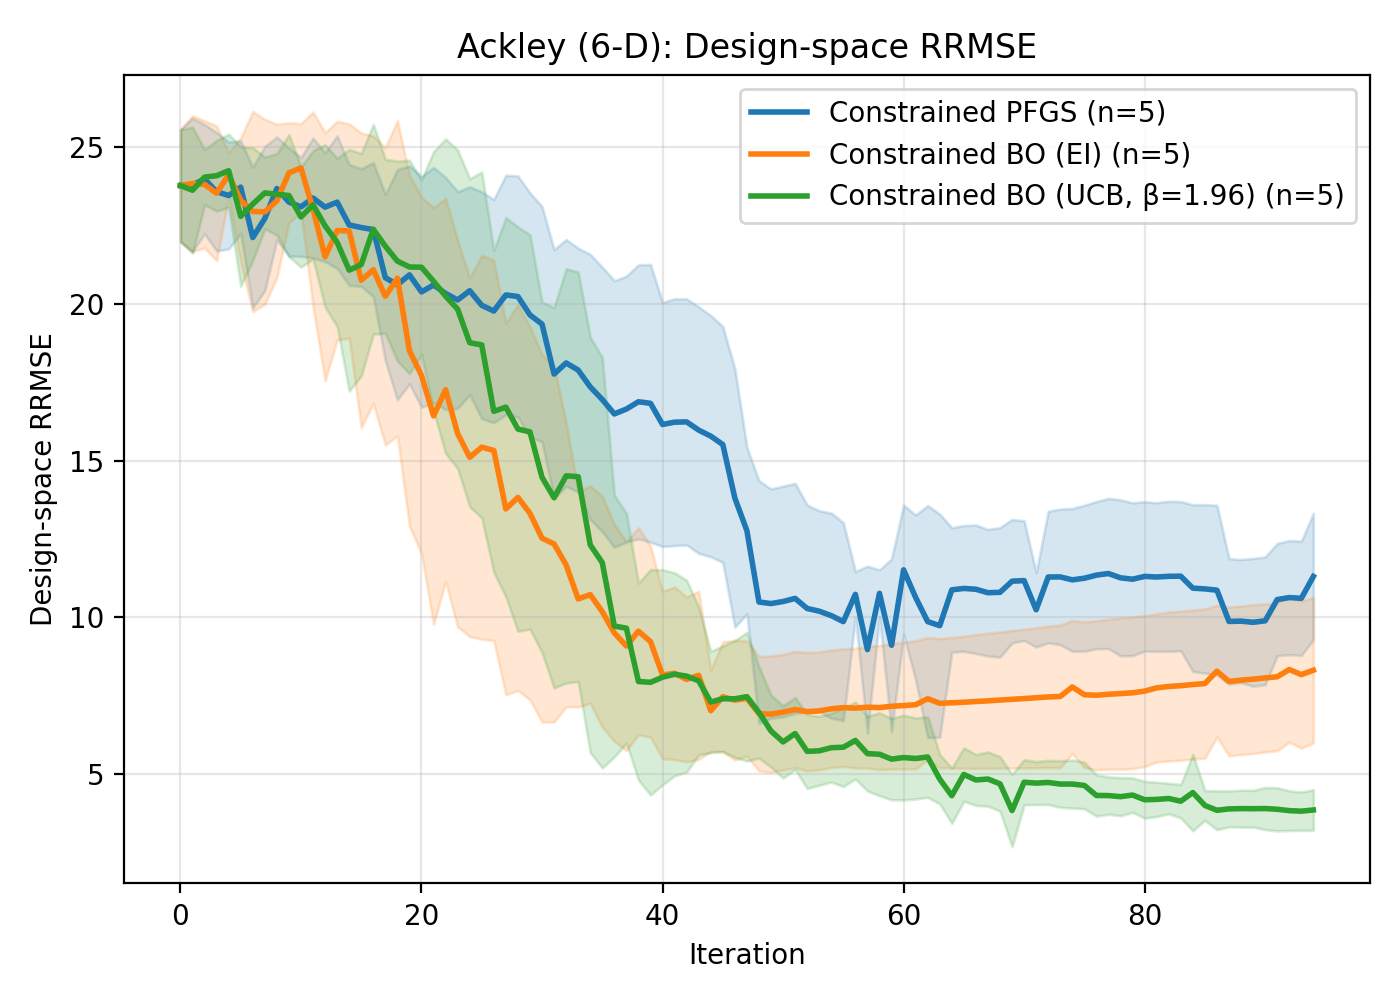 Ackley (6-D): Design-space RRMSE
Constrained PFGS (n=5)
Constrained BO (EI) (n=5)
Constrained BO (UCB, β=1.96) (n=5)
Design-space RRMSE
25
20
15
10
5
0
20
40
60
80
Iteration